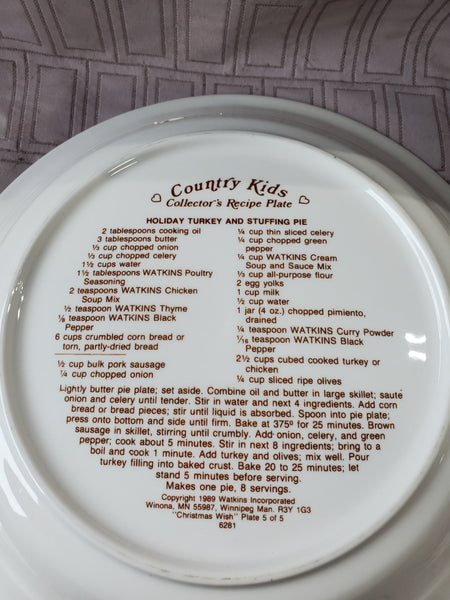 Country Kids
Collector's Recipe Plate
HOLIDAY TURKEY AND STUFFING PIE
2 tablespoons cooking oil
3 tablespoons butter
⅓ cup chopped onion
⅓ cup chopped celery
1½ cups water
1½ tablespoons WATKINS Poultry
Seasoning
2 teaspoons WATKINS Chicken
Soup Mix
½ teaspoon WATKINS Thyme
⅛ teaspoon WATKINS Black
Pepper
6 cups crumbled corn bread or
torn, partly-dried bread
½ cup bulk pork sausage
¼ cup chopped onion
¼ cup thin sliced celery
¼ cup chopped green
pepper
¼ cup WATKINS Cream
Soup and Sauce Mix
⅓ cup all-purpose flour
2 egg yolks
1 cup milk
½ cup water
1 jar (4 oz.) chopped pimiento,
drained
¼ teaspoon WATKINS Curry Powder
1/16 teaspoon WATKINS Black
Pepper
2½ cups cubed cooked turkey or
chicken
¼ cup sliced ripe olives
Lightly butter pie plate; set aside. Combine oil and butter in large skillet; sauté
onion and celery until tender. Stir in water and next 4 ingredients. Add corn
bread or bread pieces; stir until liquid is absorbed. Spoon into pie plate;
press onto bottom and side until firm. Bake at 375° for 25 minutes. Brown
sausage in skillet, stirring until crumbly. Add onion, celery, and green
pepper; cook about 5 minutes. Stir in next 8 ingredients; bring to a
boil and cook 1 minute. Add turkey and olives; mix well. Pour
turkey filling into baked crust. Bake 20 to 25 minutes; let
stand 5 minutes before serving.
Makes one pie, 8 servings.
Copyright 1989 Watkins Incorporated
Winona, MN 55987, Winnipeg Man. R3Y 1G3
"Christmas Wish" Plate 5 of 5
6281